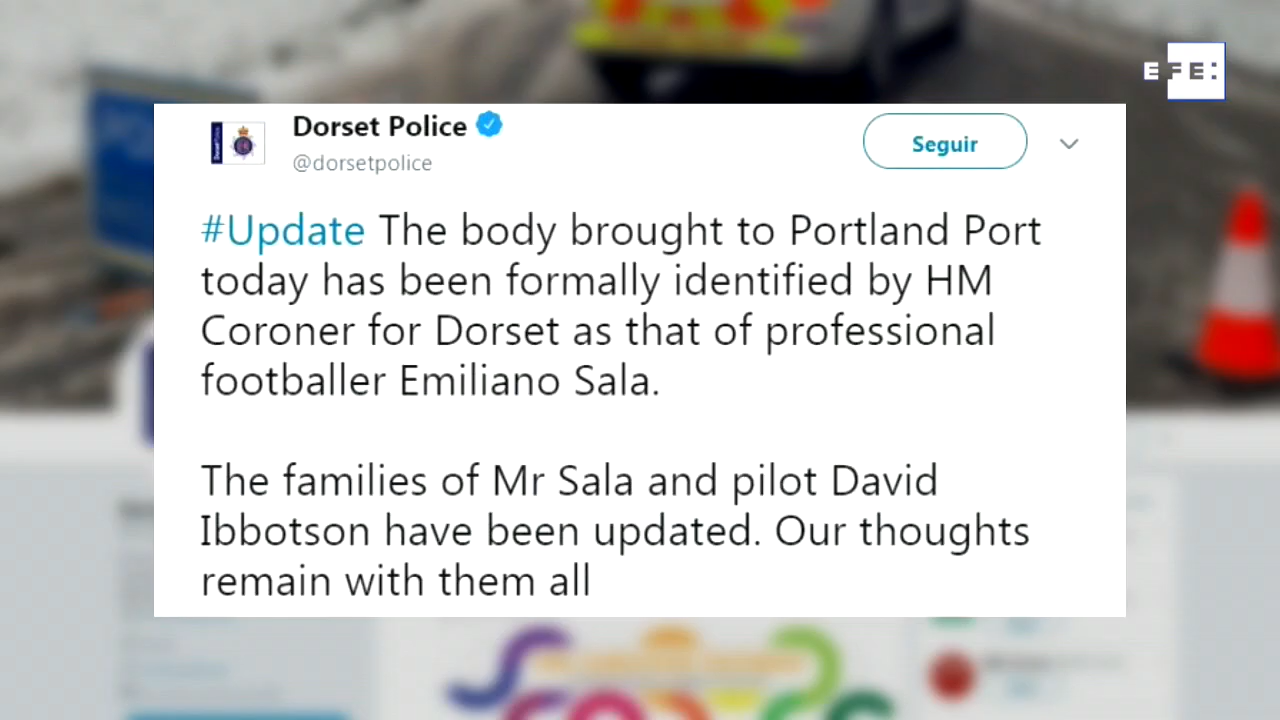 EFE:
Dorset Police
@dorsetpolice
Seguir
#Update The body brought to Portland Port
today has been formally identified by HM
Coroner for Dorset as that of professional
footballer Emiliano Sala.
The families of Mr Sala and pilot David
Ibbotson have been updated. Our thoughts
remain with them all